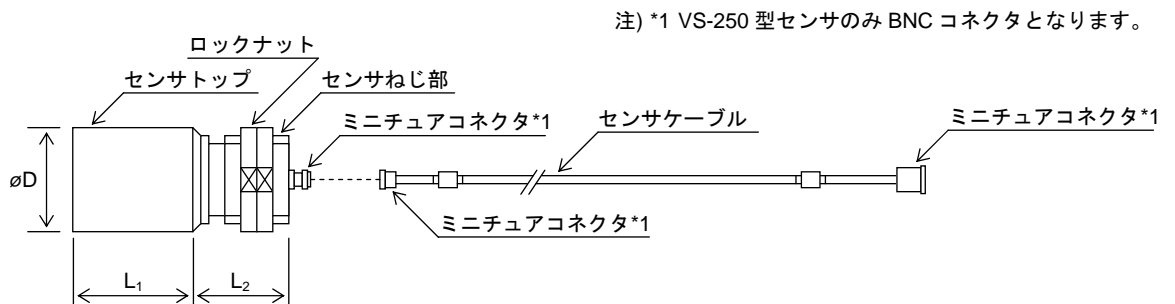 注) *1 VS-250 型センサのみ BNC コネクタとなります。
ロックナット
センサトップ
センサねじ部
ミニチュアコネクタ*1
センサケーブル
ミニチュアコネクタ*1
øD
ミニチュアコネクタ*1
L₁
L₂